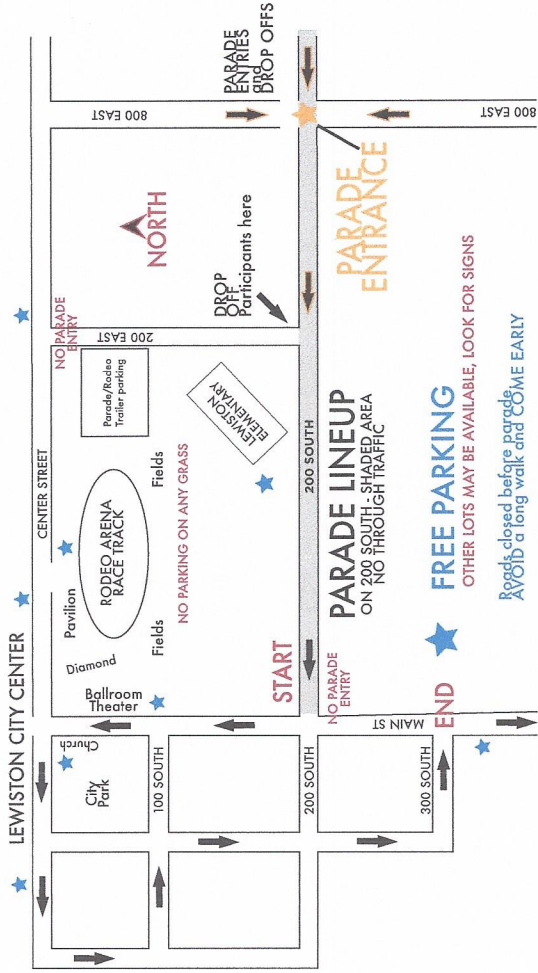 LEWISTON CITY CENTER
CENTER STREET
NO PARADE
ENTRY
800 EAST
PARADE
ENTRIES
and
DROP OFFS
NORTH
200 EAST
Parade/Rodeo
Trailer parking
DROP
OFF
Participants here
Pavilion
RODEO ARENA
RACE TRACK
Fields
Diamond
Fields
Ballroom
Theater
NO PARKING ON ANY GRASS
LEWISTON
ELEMENTARY
Church
City
Park
100 SOUTH
START
200 SOUTH
200 SOUTH
NO PARADE
ENTRY
PARADE LINEUP
ON 200 SOUTH - SHADED AREA
NO THROUGH TRAFFIC
PARADE
ENTRANCE
MAIN ST
300 SOUTH
END
FREE PARKING
OTHER LOTS MAY BE AVAILABLE, LOOK FOR SIGNS
Roads closed before parade
AVOID a long walk and COME EARLY
800 EAST